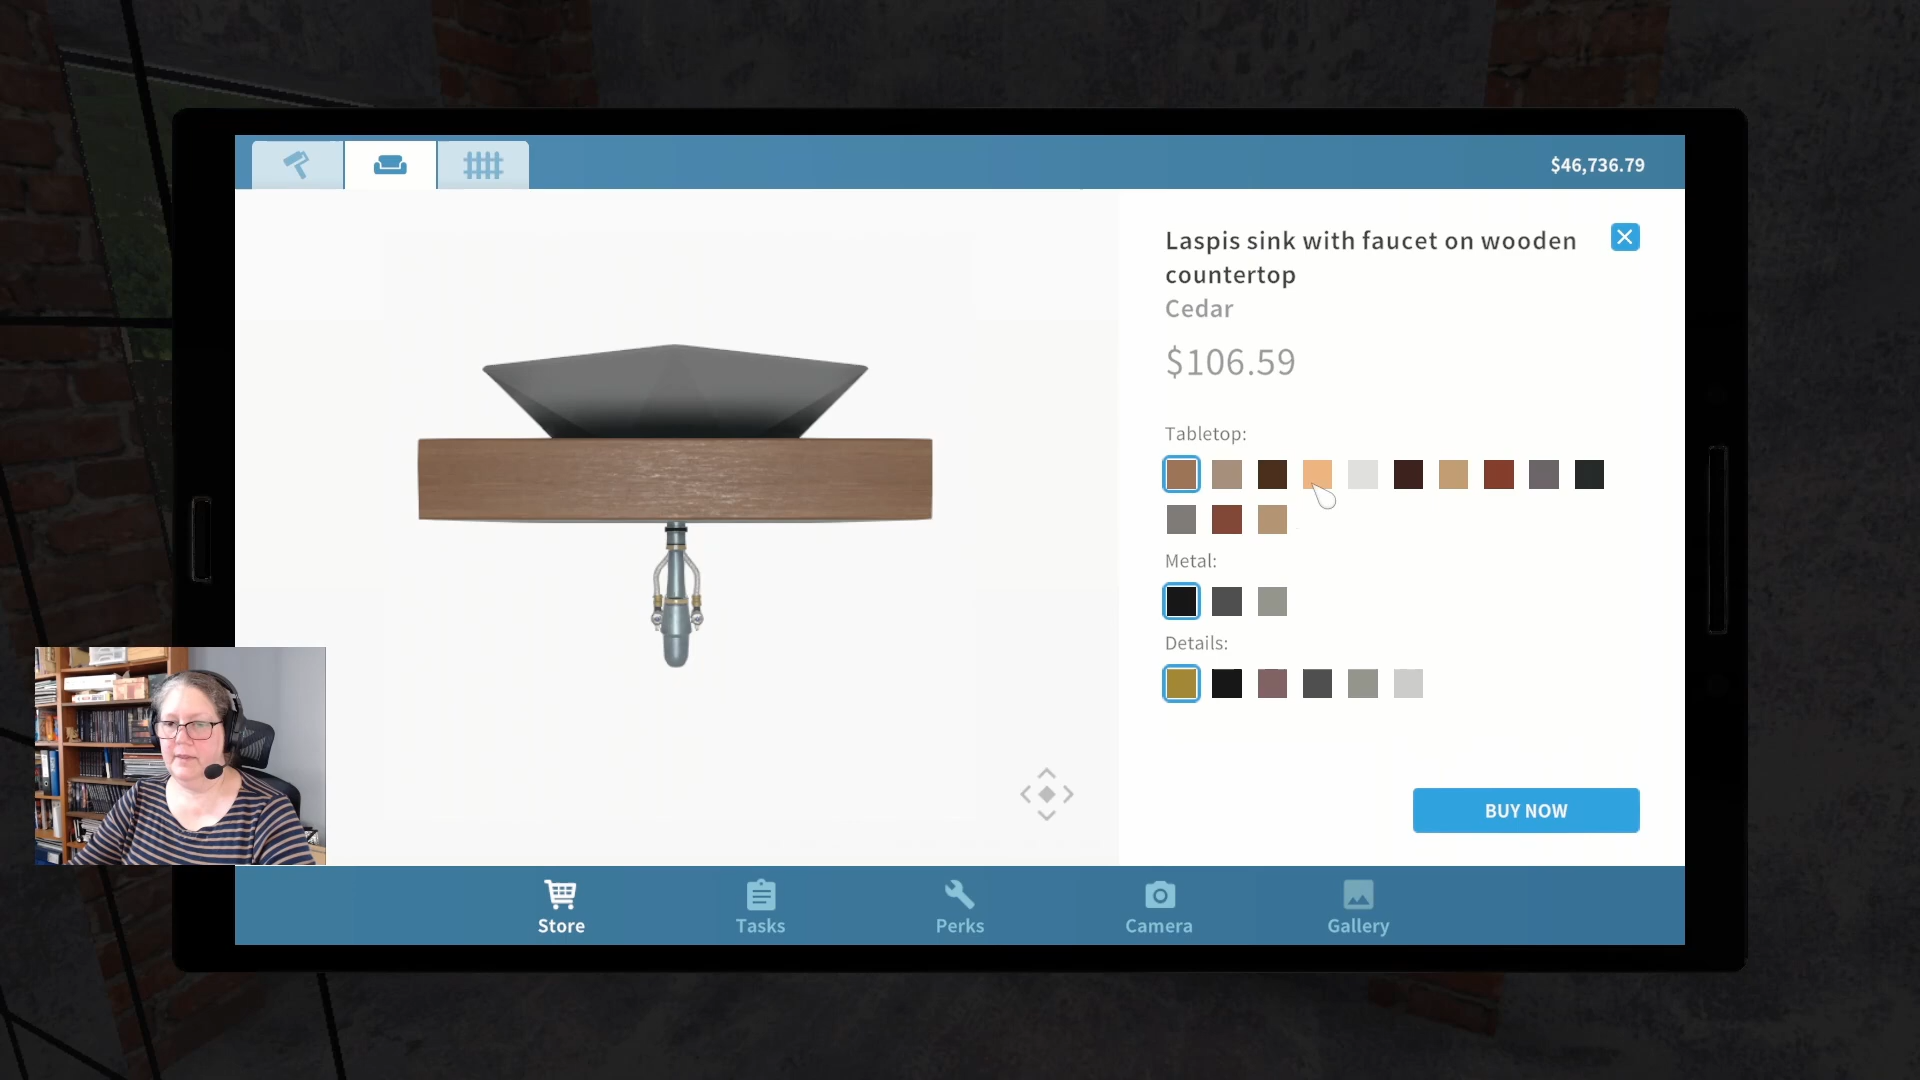 $46,736.79
Laspis sink with faucet on wooden
countertop
Cedar
$106.59
Tabletop:
Metal:
Details:
BUY NOW
Store
Tasks
Perks
Camera
Gallery